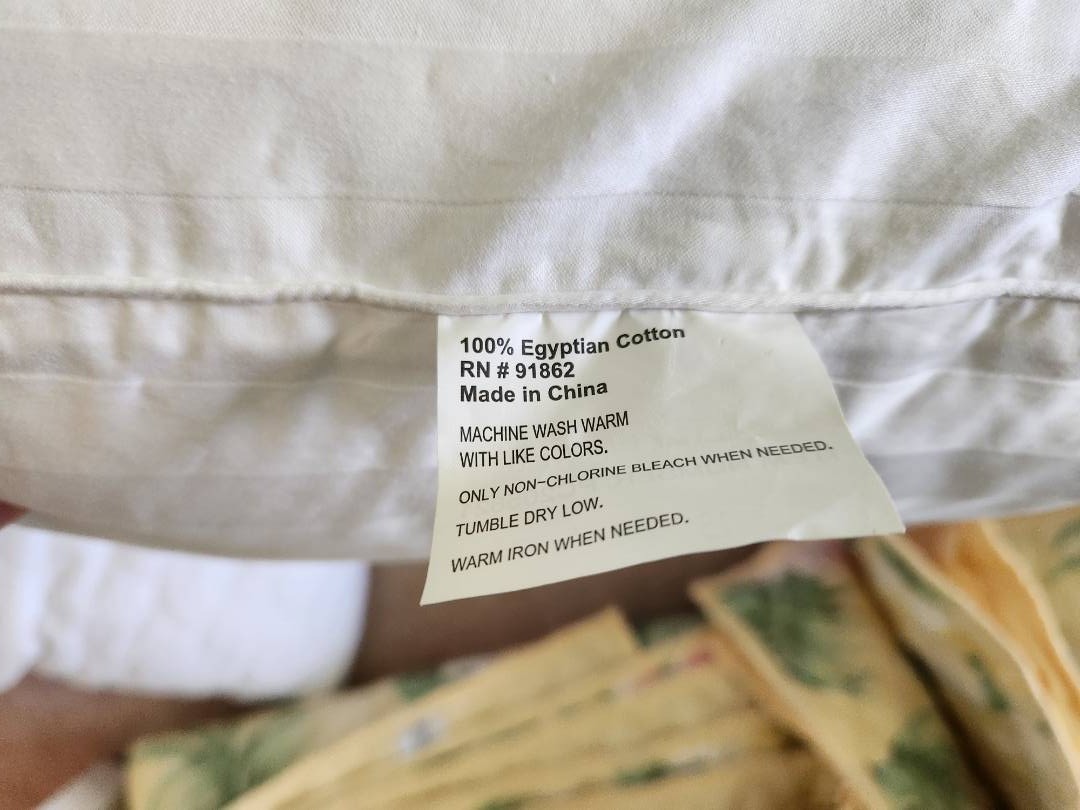 100% Egyptian Cotton
RN # 91862
Made in China
MACHINE WASH WARM
WITH LIKE COLORS.
ONLY NON-CHLORINE BLEACH WHEN NEEDED.
TUMBLE DRY LOW.
WARM IRON WHEN NEEDED.